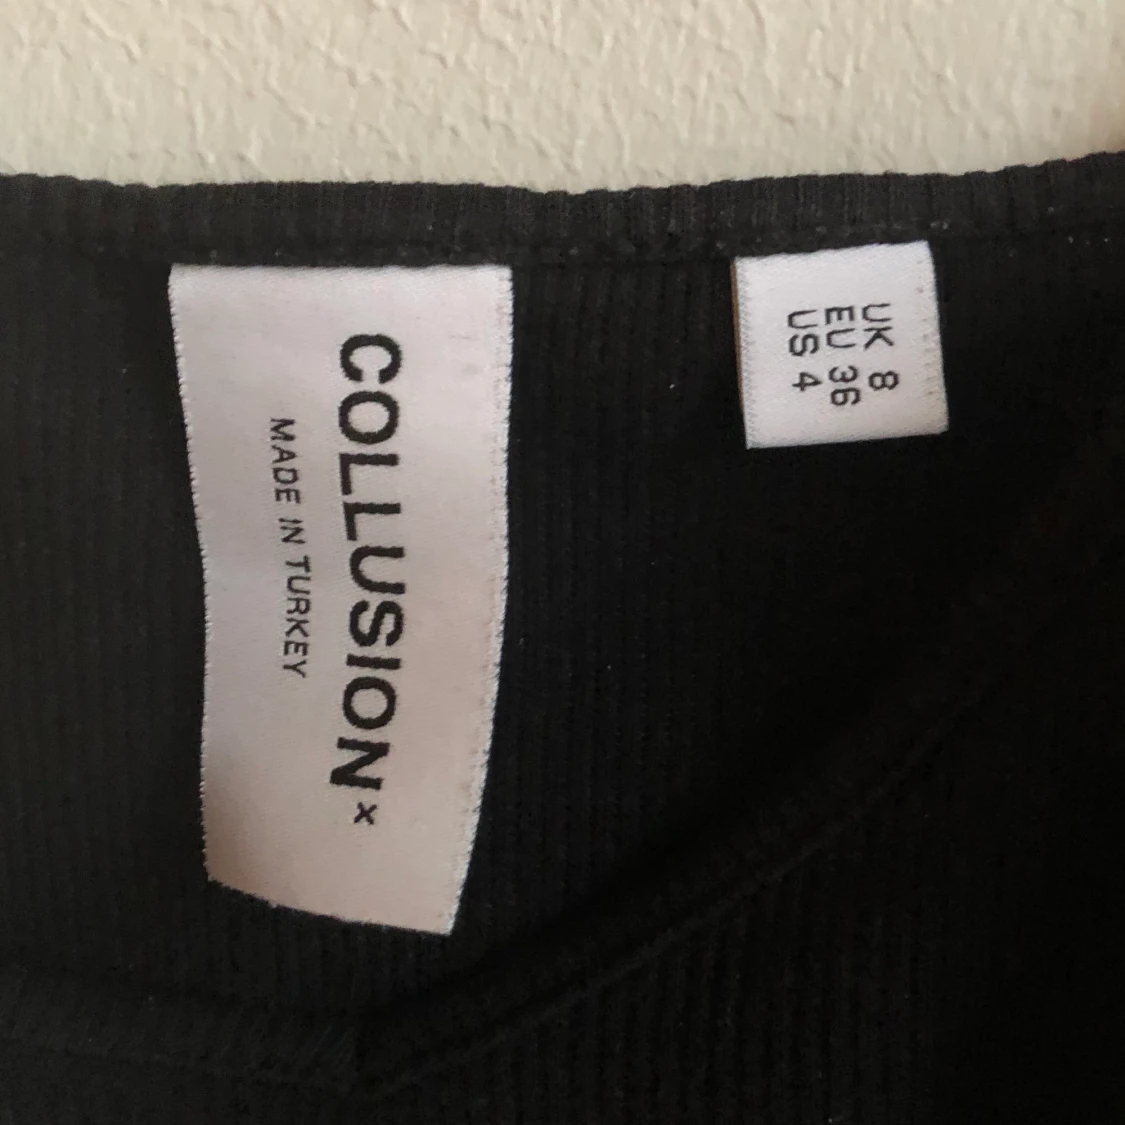 COLLUSION x
MADE IN TURKEY
UK 8
EU 36
US 4